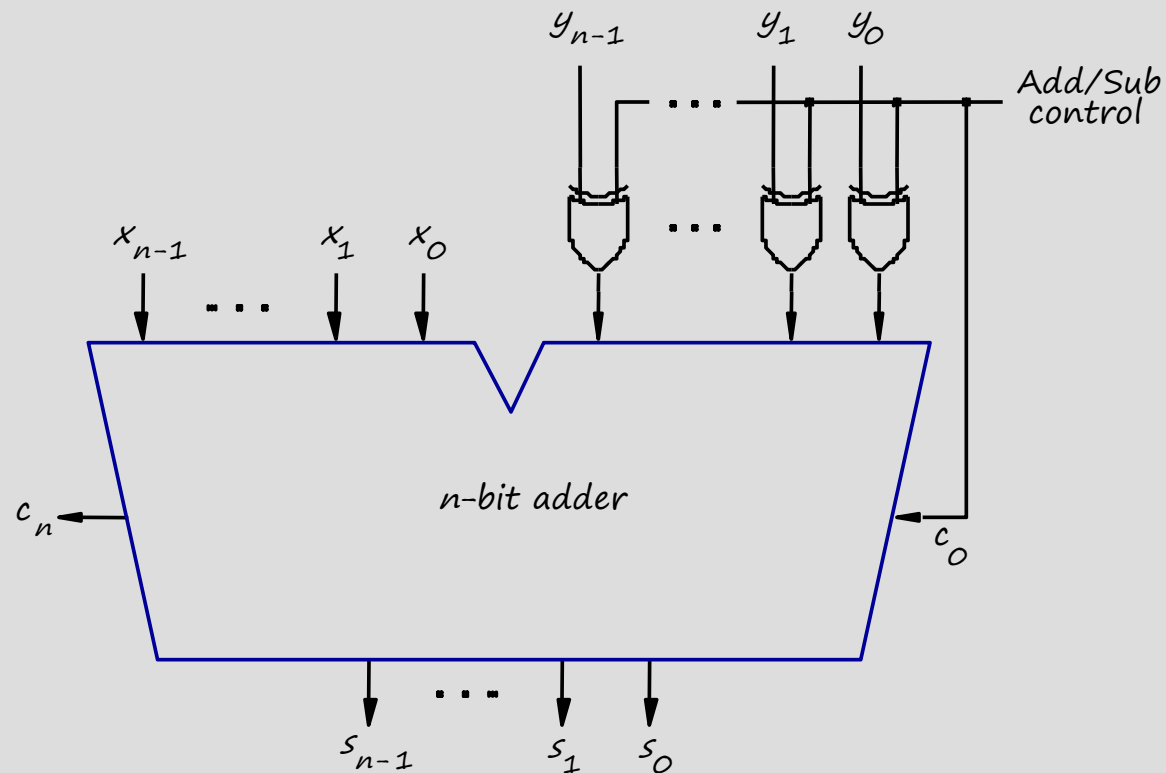 y_{n-1} y_1 y_0
Add/Sub
control
x_{n-1} ... x_1 x_0
n-bit adder
c_n
c_0
s_{n-1} ... s_1 s_0